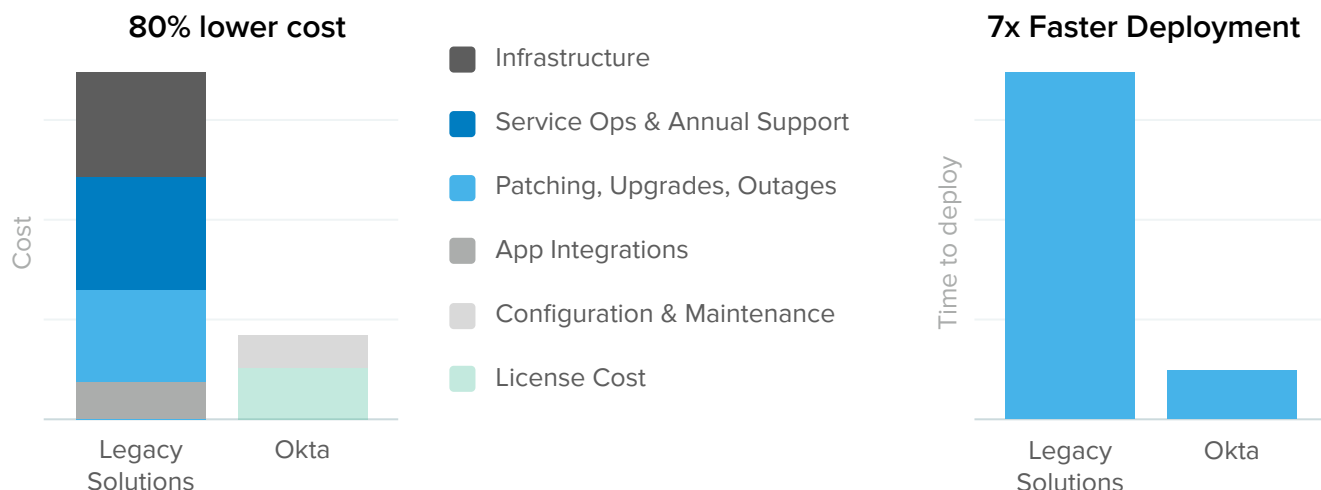 80% lower cost
Cost
Legacy
Solutions
Okta
Infrastructure
Service Ops & Annual Support
Patching, Upgrades, Outages
App Integrations
Configuration & Maintenance
License Cost
7x Faster Deployment
Time to deploy
Legacy
Solutions
Okta